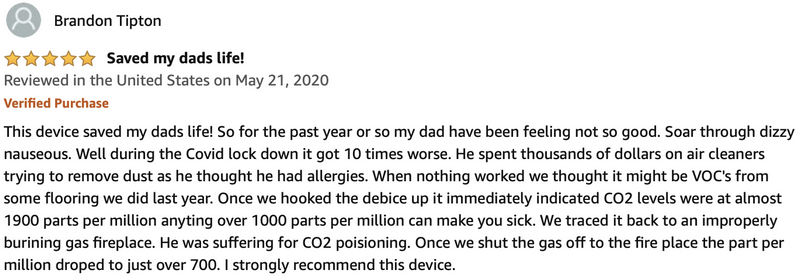 Brandon Tipton
Saved my dads life!
Reviewed in the United States on May 21, 2020
Verified Purchase
This device saved my dads life! So for the past year or so my dad have been feeling not so good. Soar through dizzy
nauseous. Well during the Covid lock down it got 10 times worse. He spent thousands of dollars on air cleaners
trying to remove dust as he thought he had allergies. When nothing worked we thought it might be VOC's from
some flooring we did last year. Once we hooked the debice up it immediately indicated CO2 levels were at almost
1900 parts per million anyting over 1000 parts per million can make you sick. We traced it back to an improperly
burining gas fireplace. He was suffering for CO2 poisioning. Once we shut the gas off to the fire place the part per
million droped to just over 700. I strongly recommend this device.